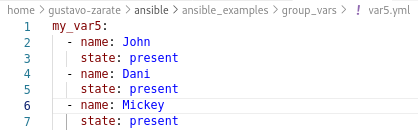 home > gustavo-zarate > ansible > ansible_examples > group_vars > ! var5.yml
1 my_var5:
2   - name: John
3     state: present
4   - name: Dani
5     state: present
6   - name: Mickey
7     state: present